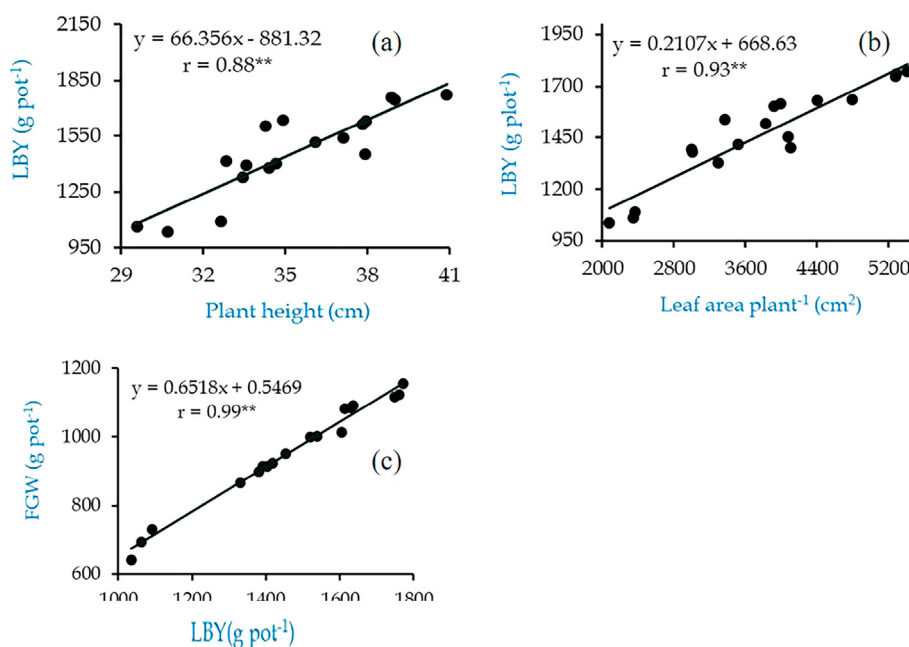 (a)
y = 66.356x - 881.32
r = 0.88**
LBY (g pot⁻¹)
2150
1850
1550
1250
950
29 32 35 38 41
Plant height (cm)
(b)
y = 0.2107x + 668.63
r = 0.93**
LBY (g plot⁻¹)
1950
1700
1450
1200
950
2000 2800 3600 4400 5200
Leaf area plant⁻¹ (cm²)
y = 0.6518x + 0.5469
r = 0.99**
(c)
FGW (g pot⁻¹)
1200
1000
800
600
1000 1200 1400 1600 1800
LBY(g pot⁻¹)